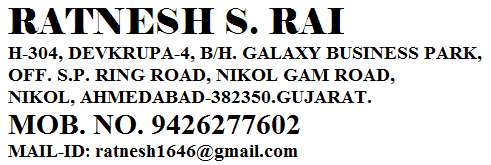 RATNESH S. RAI
H-304, DEVKRUPA-4, B/H. GALAXY BUSINESS PARK,
OFF. S.P. RING ROAD, NIKOL GAM ROAD,
NIKOL, AHMEDABAD-382350.GUJARAT.
MOB. NO. 9426277602
MAIL-ID: ratnesh1646@gmail.com